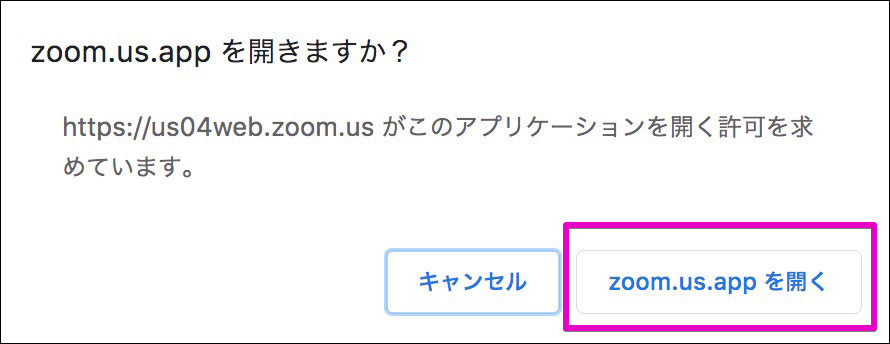 zoom.us.app を開きますか？
https://us04web.zoom.us がこのアプリケーションを開く許可を求
めています。
キャンセル
zoom.us.app を開く